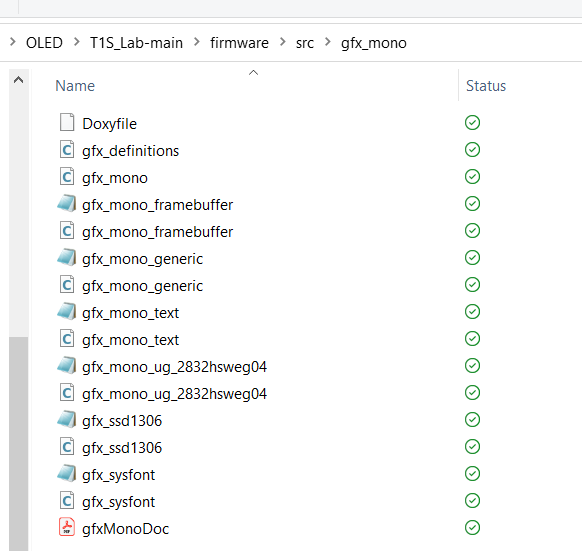 OLED > T1S_Lab-main > firmware > src > gfx_mono
Name Status
Doxyfile
gfx_definitions
gfx_mono
gfx_mono_framebuffer
gfx_mono_framebuffer
gfx_mono_generic
gfx_mono_generic
gfx_mono_text
gfx_mono_text
gfx_mono_ug_2832hsweg04
gfx_mono_ug_2832hsweg04
gfx_ssd1306
gfx_ssd1306
gfx_sysfont
gfx_sysfont
gfxMonoDoc